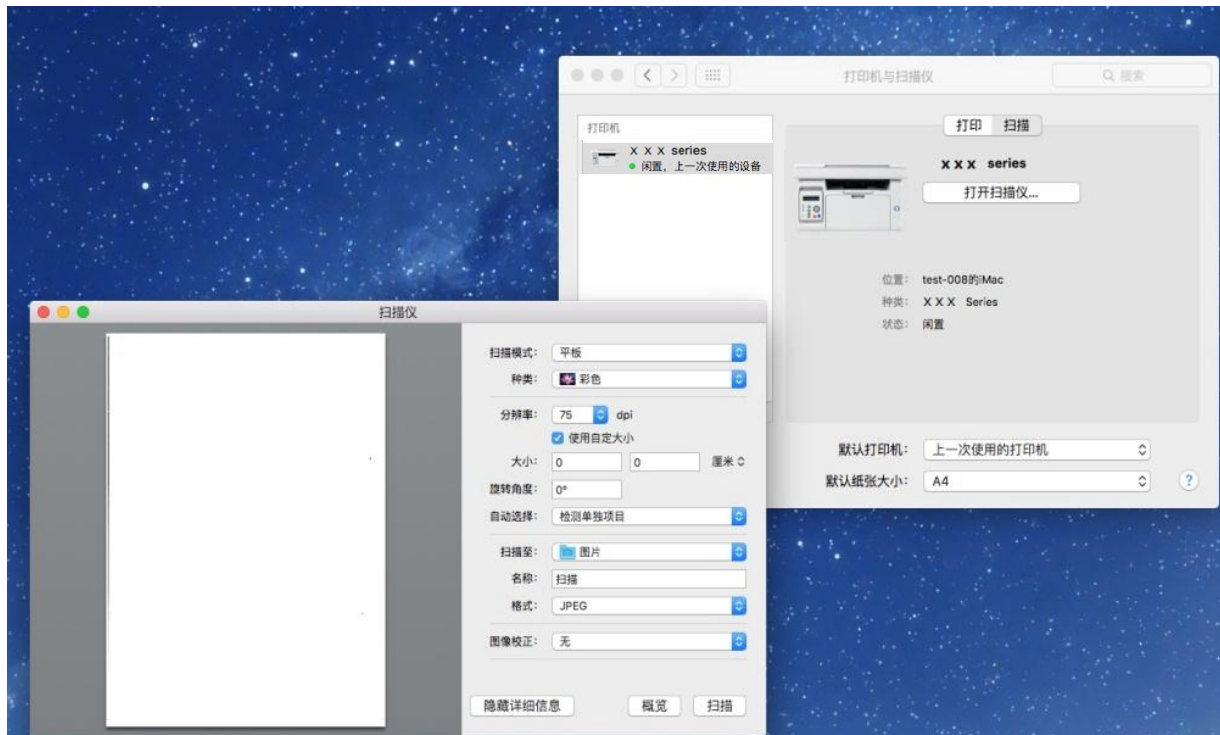 打印机与扫描仪
搜索
打印机
X X X series
闲置，上一次使用的设备
打印 扫描
x x x series
打开扫描仪...
位置： test-008的iMac
种类： X X X Series
状态： 闲置
默认打印机： 上一次使用的打印机
默认纸张大小： A4
?
扫描仪
扫描模式： 平板
种类： 彩色
分辨率： 75 dpi
使用自定大小
大小： 0 0 厘米
旋转角度： 0°
自动选择： 检测单独项目
扫描至： 图片
名称： 扫描
格式： JPEG
图像校正： 无
隐藏详细信息 概览 扫描